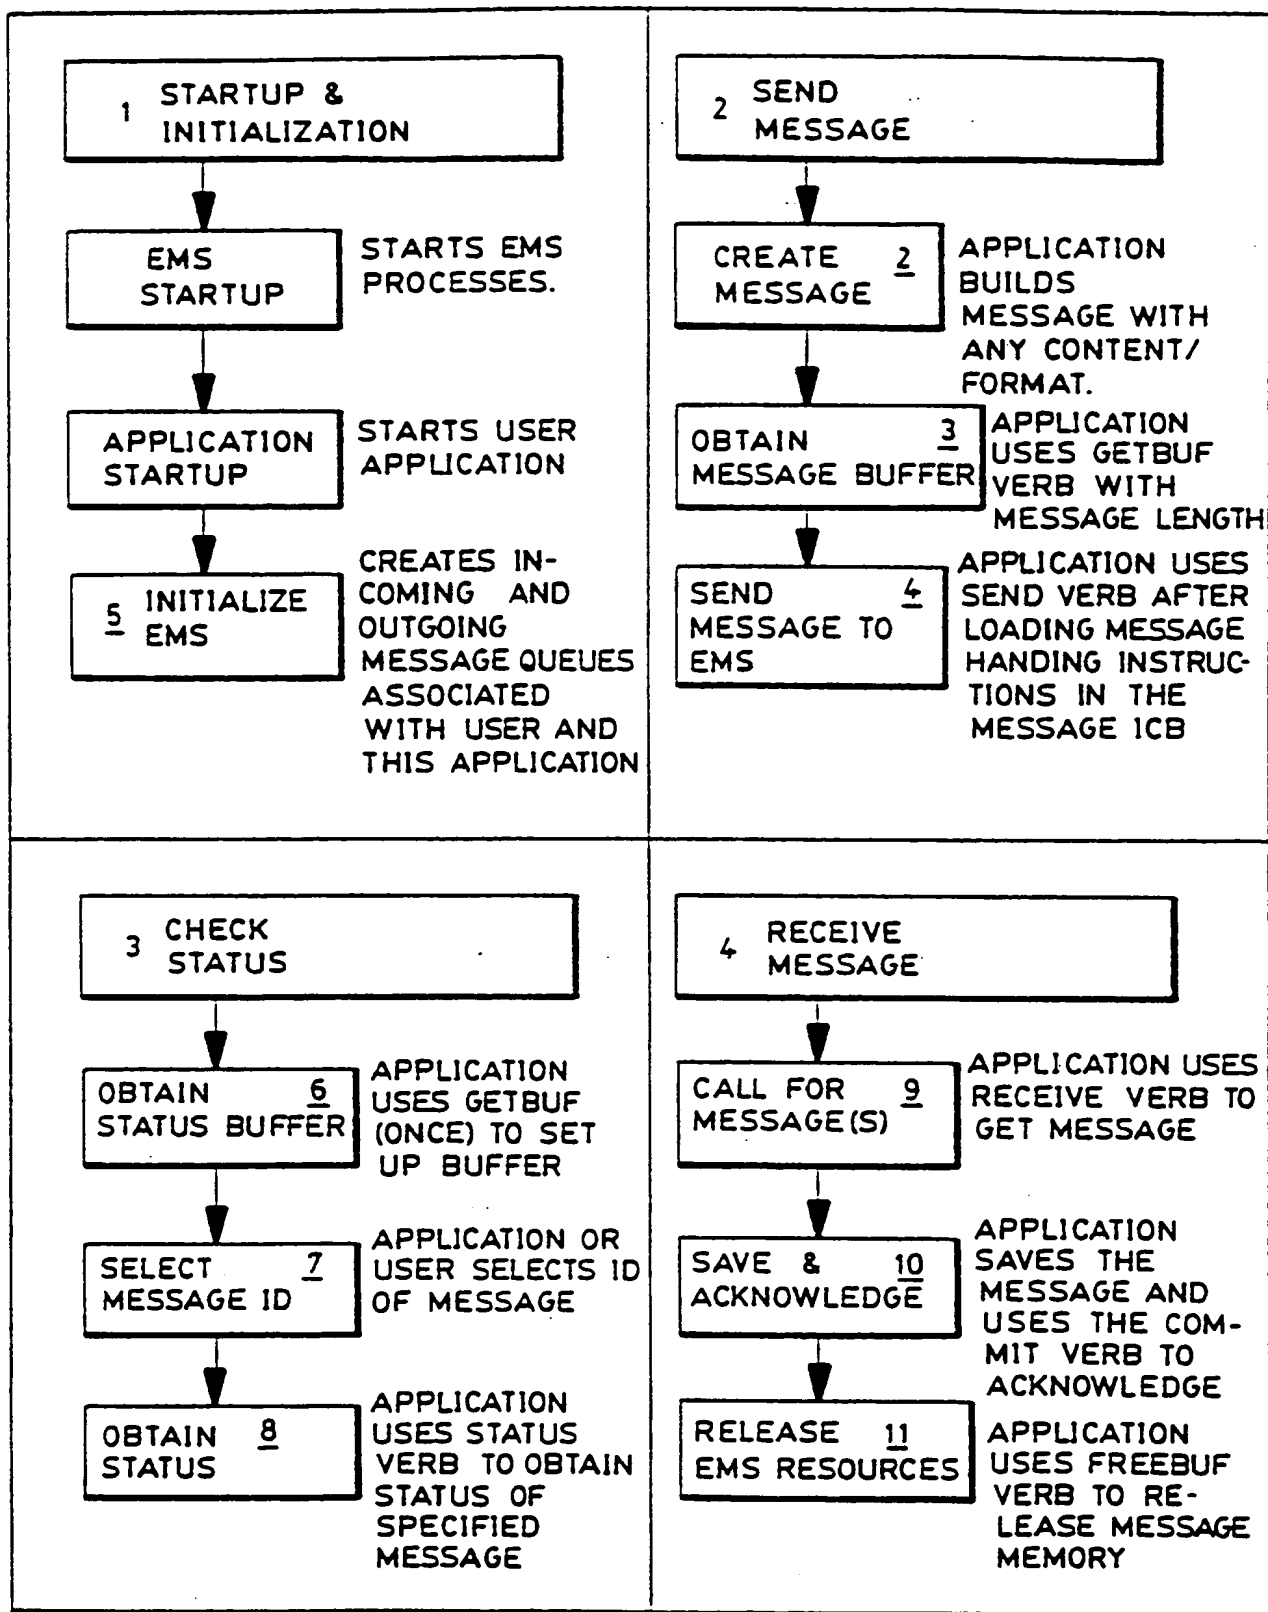 1 STARTUP &
INITIALIZATION
EMS
STARTUP
STARTS EMS
PROCESSES.
APPLICATION
STARTUP
STARTS USER
APPLICATION
5 INITIALIZE
EMS
CREATES IN-
COMING AND
OUTGOING
MESSAGE QUEUES
ASSOCIATED
WITH USER AND
THIS APPLICATION
2 SEND
MESSAGE
CREATE 2
MESSAGE
APPLICATION
BUILDS
MESSAGE WITH
ANY CONTENT/
FORMAT.
OBTAIN 3
MESSAGE BUFFER
APPLICATION
USES GETBUF
VERB WITH
MESSAGE LENGTH
SEND 4
MESSAGE TO
EMS
APPLICATION USES
SEND VERB AFTER
LOADING MESSAGE
HANDING INSTRUC-
TIONS IN THE
MESSAGE ICB
3 CHECK
STATUS
OBTAIN 6
STATUS BUFFER
APPLICATION
USES GETBUF
(ONCE) TO SET
UP BUFFER
SELECT 7
MESSAGE ID
APPLICATION OR
USER SELECTS ID
OF MESSAGE
OBTAIN 8
STATUS
APPLICATION
USES STATUS
VERB TO OBTAIN
STATUS OF
SPECIFIED
MESSAGE
4 RECEIVE
MESSAGE
CALL FOR 9
MESSAGE(S)
APPLICATION USES
RECEIVE VERB TO
GET MESSAGE
SAVE & 10
ACKNOWLEDGE
APPLICATION
SAVES THE
MESSAGE AND
USES THE COM-
MIT VERB TO
ACKNOWLEDGE
RELEASE 11
EMS RESOURCES
APPLICATION
USES FREEBUF
VERB TO RE-
LEASE MESSAGE
MEMORY